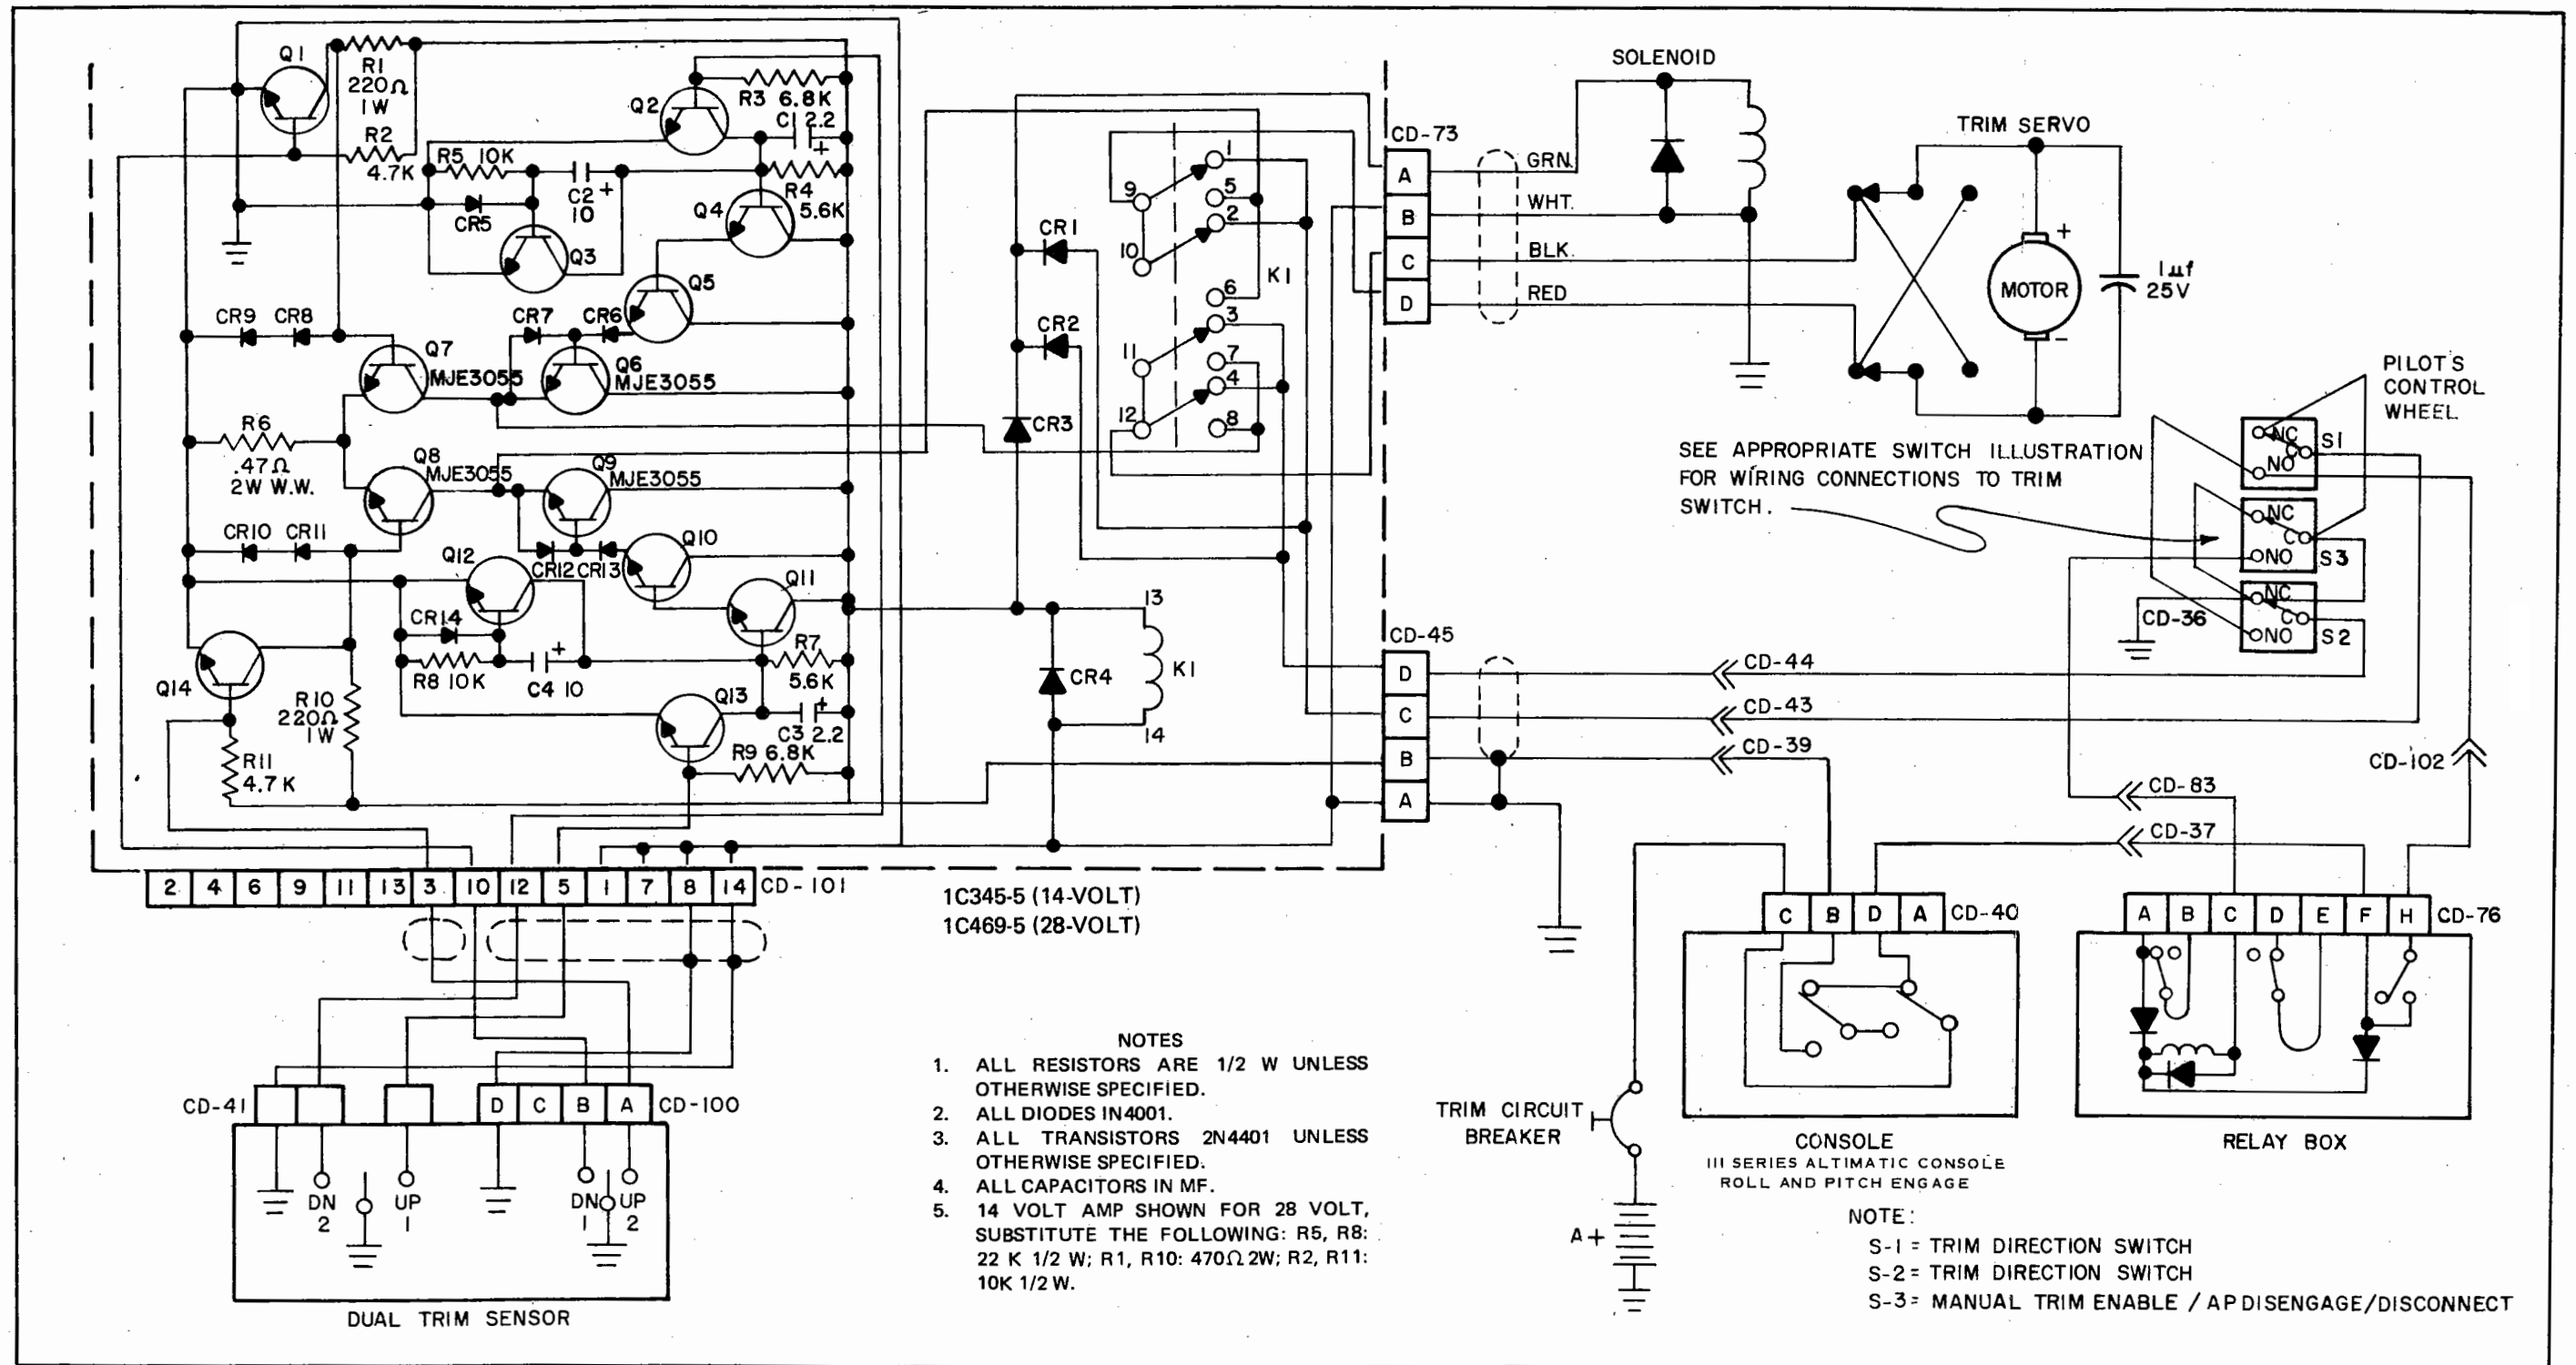 Q1
R1
220Ω
1W
R2
4.7K
Q2
R3 6.8K
C1 2.2
+
R5 10K
C2 +
10
CR5
Q3
R4
5.6K
Q4
Q5
CR9 CR8
CR7 CR6
Q7
MJE3055
Q6
MJE3055
R6
.47Ω
2W W.W.
Q8
MJE3055
Q9
MJE3055
CR10 CR11
Q12
CR12 CR13
Q10
Q11
CR14
R8 10K
+
C4 10
R7
5.6K
Q14
R10
220Ω
1W
R11
4.7 K
Q13
+
C3 2.2
R9 6.8K
CR1
CR2
CR3
CR4
1
5
2
9
10
K1
6
3
7
4
8
11
12
13
K1
14
CD-73
A
B
C
D
GRN.
WHT.
BLK.
RED
SOLENOID
TRIM SERVO
+
MOTOR
-
1µf
25V
PILOT'S
CONTROL
WHEEL
SEE APPROPRIATE SWITCH ILLUSTRATION
FOR WIRING CONNECTIONS TO TRIM
SWITCH.
NC
C
NO
S1
NC
C
NO
S3
NC
C
NO
S2
CD-36
CD-45
D
C
B
A
CD-44
CD-43
CD-39
CD-102
CD-83
CD-37
2 4 6 9 11 13 3 10 12 5 1 7 8 14 CD-101
1C345-5 (14-VOLT)
1C469-5 (28-VOLT)
C B D A CD-40
A B C D E F H CD-76
CD-41
D C B A CD-100
DN
2
UP
1
DN
1
UP
2
DUAL TRIM SENSOR
NOTES
1. ALL RESISTORS ARE 1/2 W UNLESS
OTHERWISE SPECIFIED.
2. ALL DIODES IN4001.
3. ALL TRANSISTORS 2N4401 UNLESS
OTHERWISE SPECIFIED.
4. ALL CAPACITORS IN MF.
5. 14 VOLT AMP SHOWN FOR 28 VOLT,
SUBSTITUTE THE FOLLOWING: R5, R8:
22 K 1/2 W; R1, R10: 470Ω 2W; R2, R11:
10K 1/2 W.
TRIM CIRCUIT
BREAKER
A+
CONSOLE
III SERIES ALTIMATIC CONSOLE
ROLL AND PITCH ENGAGE
RELAY BOX
NOTE:
S-1 = TRIM DIRECTION SWITCH
S-2 = TRIM DIRECTION SWITCH
S-3 = MANUAL TRIM ENABLE / AP DISENGAGE/DISCONNECT